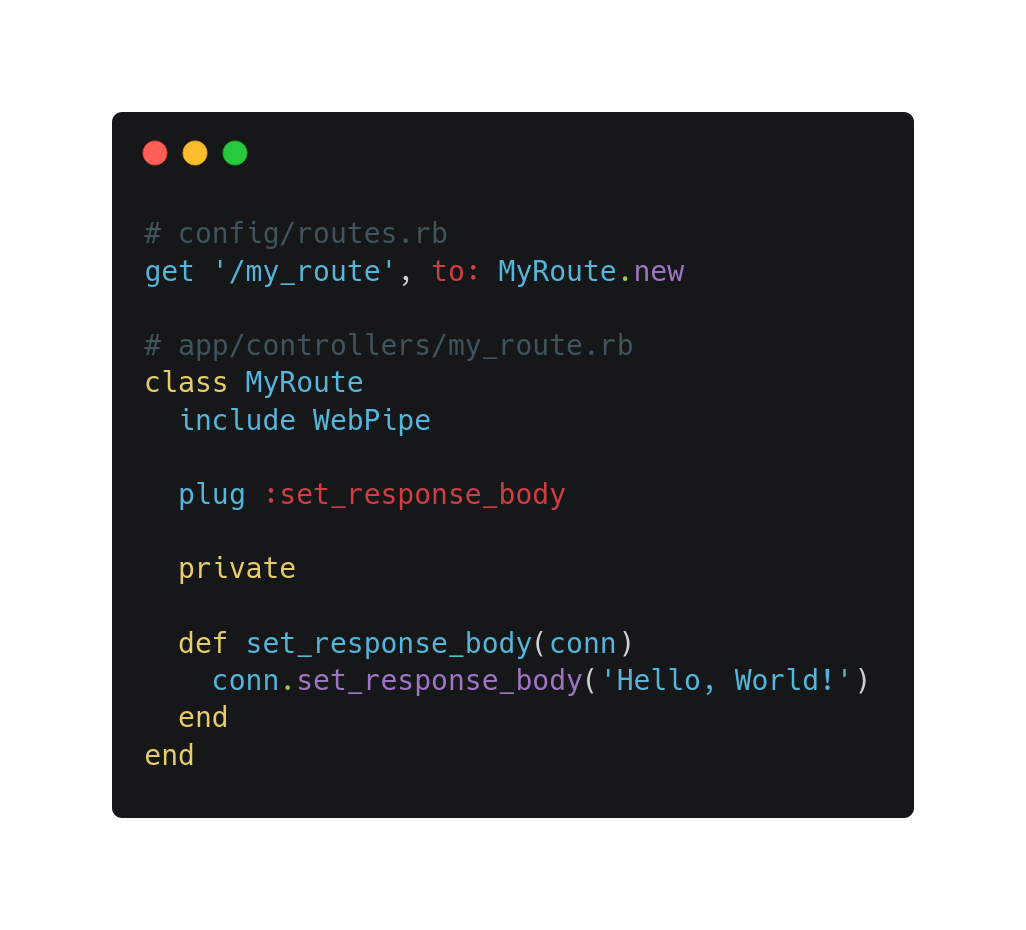 # config/routes.rb
get '/my_route', to: MyRoute.new

# app/controllers/my_route.rb
class MyRoute
  include WebPipe

  plug :set_response_body

  private

  def set_response_body(conn)
    conn.set_response_body('Hello, World!')
  end
end